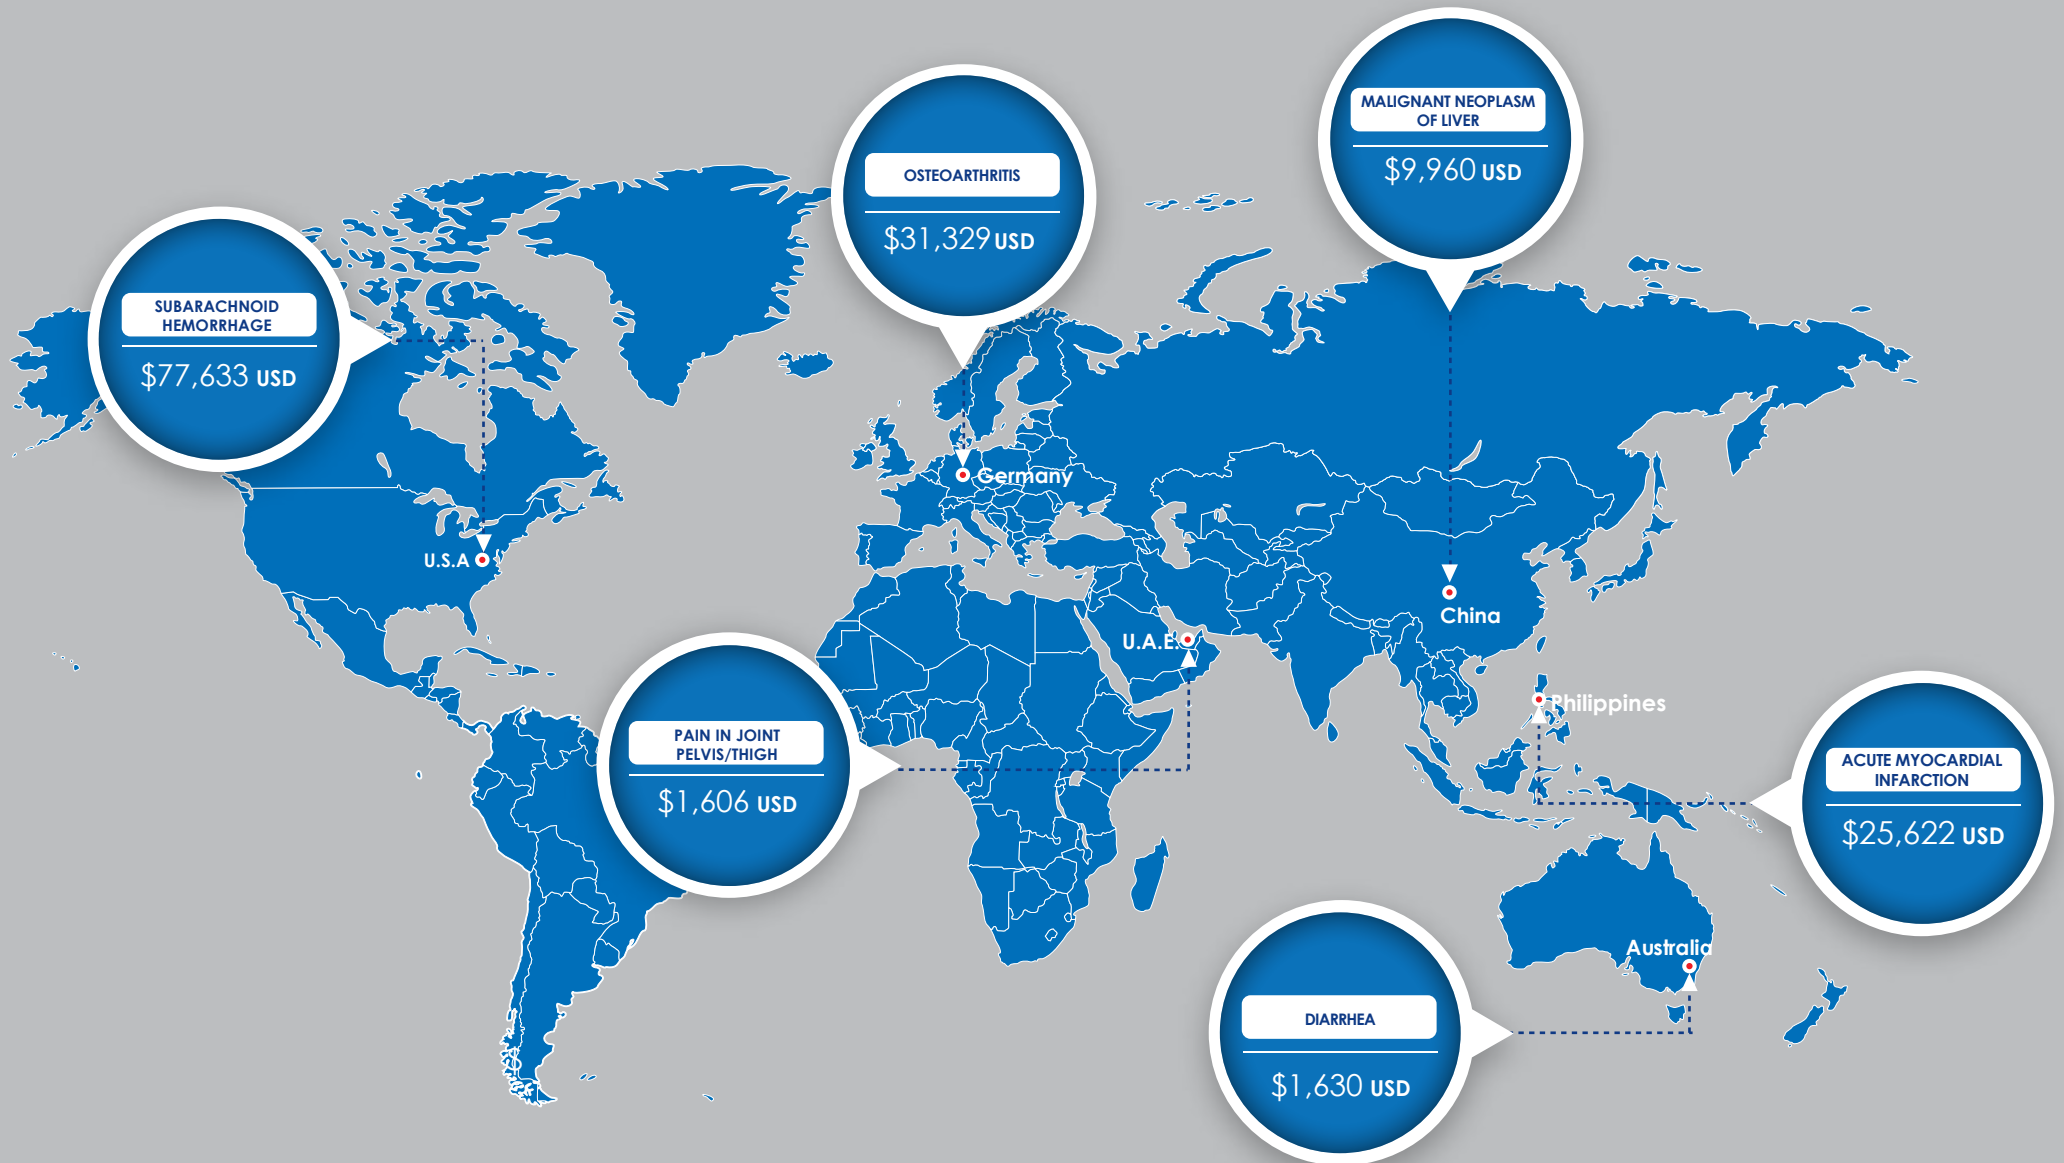 MALIGNANT NEOPLASM
OF LIVER
$9,960 USD
OSTEOARTHRITIS
$31,329 USD
SUBARACHNOID
HEMORRHAGE
$77,633 USD
Germany
U.S.A
China
U.A.E.
Philippines
PAIN IN JOINT
PELVIS/THIGH
$1,606 USD
ACUTE MYOCARDIAL
INFARCTION
$25,622 USD
Australia
DIARRHEA
$1,630 USD
$